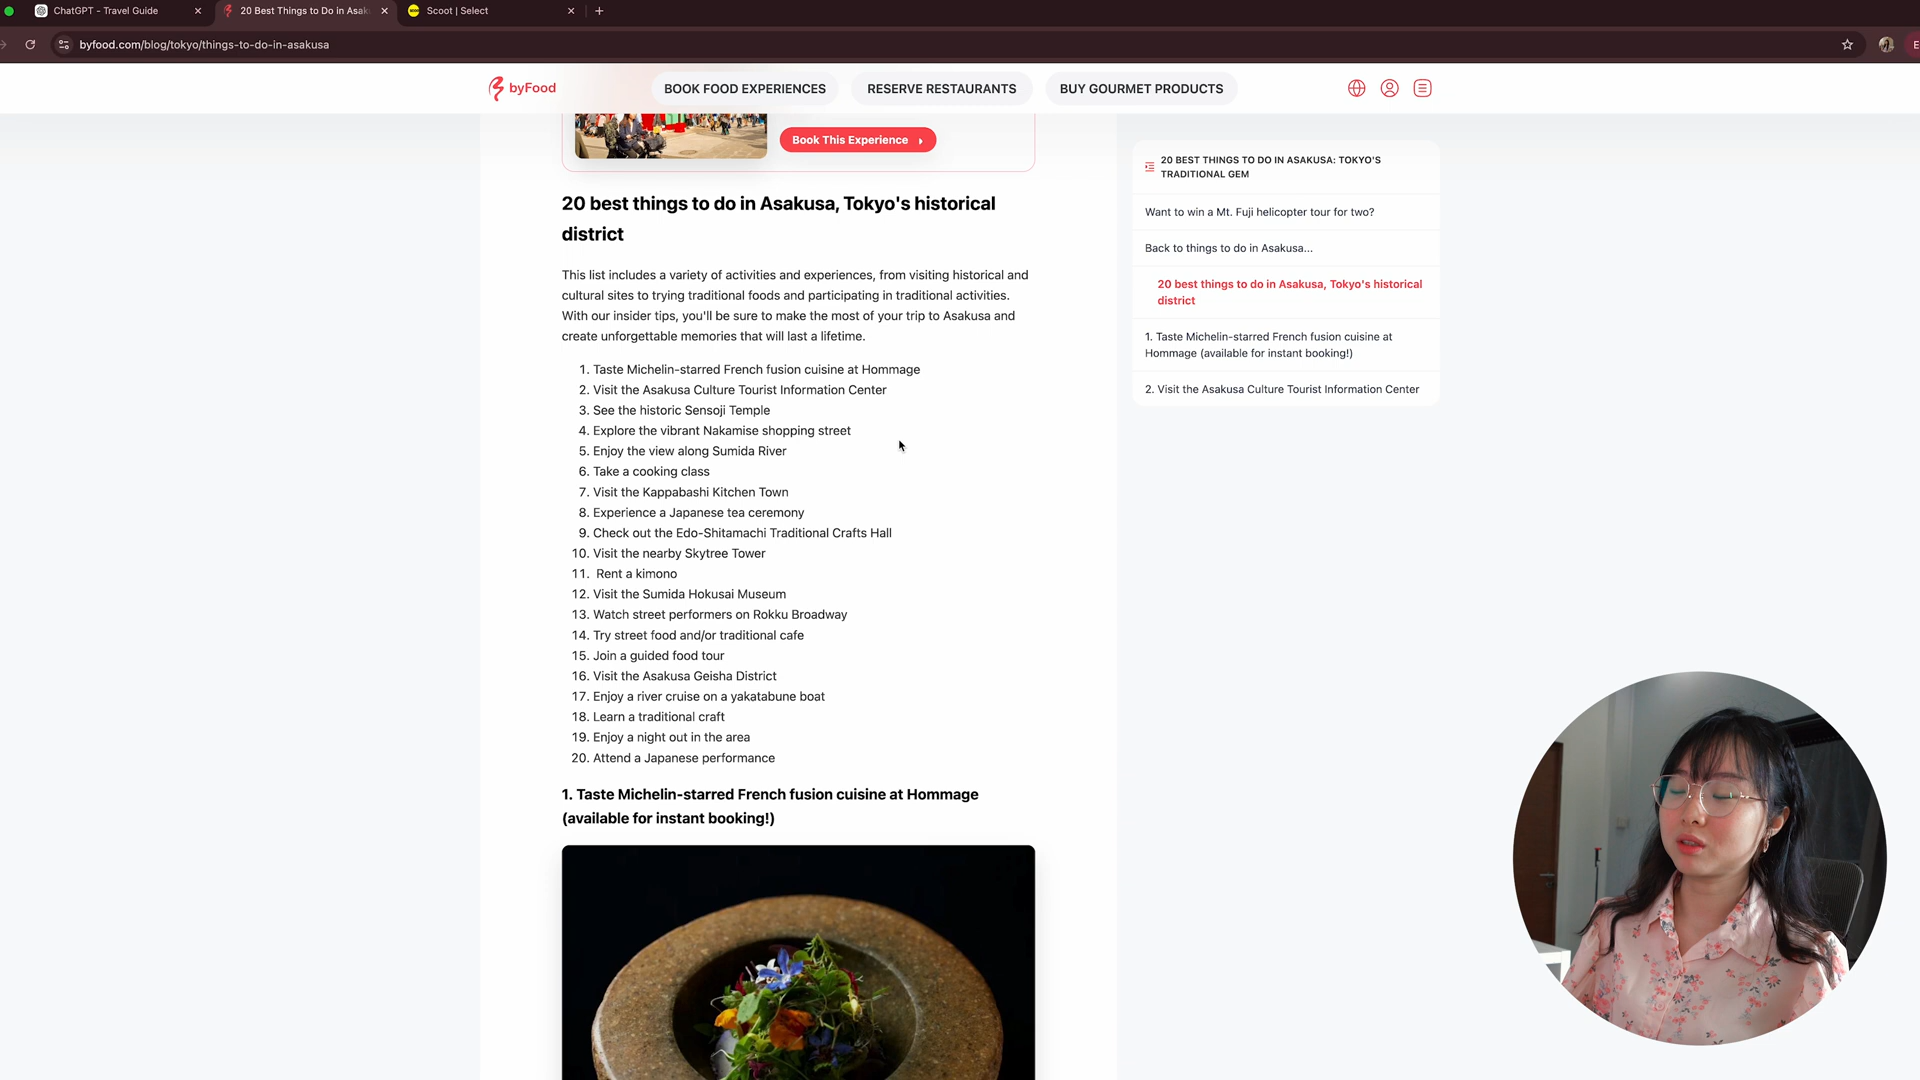 ChatGPT - Travel Guide
20 Best Things to Do in Asak
Scoot | Select
byfood.com/blog/tokyo/things-to-do-in-asakusa
E
byFood
BOOK FOOD EXPERIENCES
RESERVE RESTAURANTS
BUY GOURMET PRODUCTS
Book This Experience
20 best things to do in Asakusa, Tokyo's historical
district
This list includes a variety of activities and experiences, from visiting historical and
cultural sites to trying traditional foods and participating in traditional activities.
With our insider tips, you'll be sure to make the most of your trip to Asakusa and
create unforgettable memories that will last a lifetime.
1. Taste Michelin-starred French fusion cuisine at Hommage
2. Visit the Asakusa Culture Tourist Information Center
3. See the historic Sensoji Temple
4. Explore the vibrant Nakamise shopping street
5. Enjoy the view along Sumida River
6. Take a cooking class
7. Visit the Kappabashi Kitchen Town
8. Experience a Japanese tea ceremony
9. Check out the Edo-Shitamachi Traditional Crafts Hall
10. Visit the nearby Skytree Tower
11. Rent a kimono
12. Visit the Sumida Hokusai Museum
13. Watch street performers on Rokku Broadway
14. Try street food and/or traditional cafe
15. Join a guided food tour
16. Visit the Asakusa Geisha District
17. Enjoy a river cruise on a yakatabune boat
18. Learn a traditional craft
19. Enjoy a night out in the area
20. Attend a Japanese performance
1. Taste Michelin-starred French fusion cuisine at Hommage
(available for instant booking!)
20 BEST THINGS TO DO IN ASAKUSA: TOKYO'S
TRADITIONAL GEM
Want to win a Mt. Fuji helicopter tour for two?
Back to things to do in Asakusa...
20 best things to do in Asakusa, Tokyo's historical
district
1. Taste Michelin-starred French fusion cuisine at
Hommage (available for instant booking!)
2. Visit the Asakusa Culture Tourist Information Center